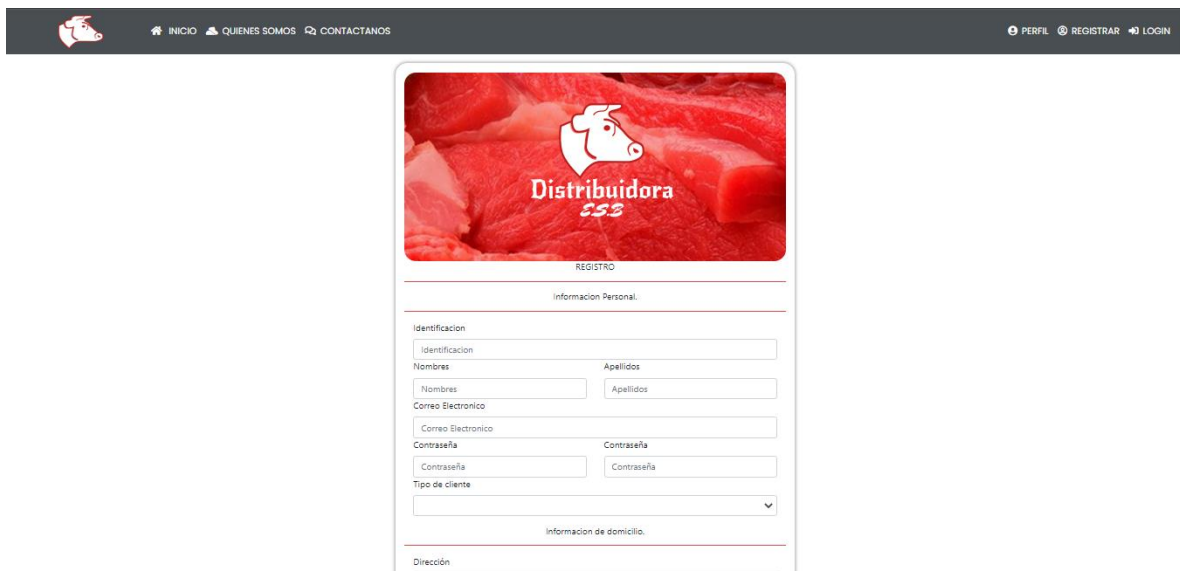 INICIO QUIENES SOMOS CONTACTANOS PERFIL REGISTRAR LOGIN
Distribuidora
ESB
REGISTRO
Informacion Personal.
Identificacion
Identificacion
Nombres Apellidos
Nombres Apellidos
Correo Electronico
Correo Electronico
Contraseña Contraseña
Contraseña Contraseña
Tipo de cliente
Informacion de domicilio.
Dirección